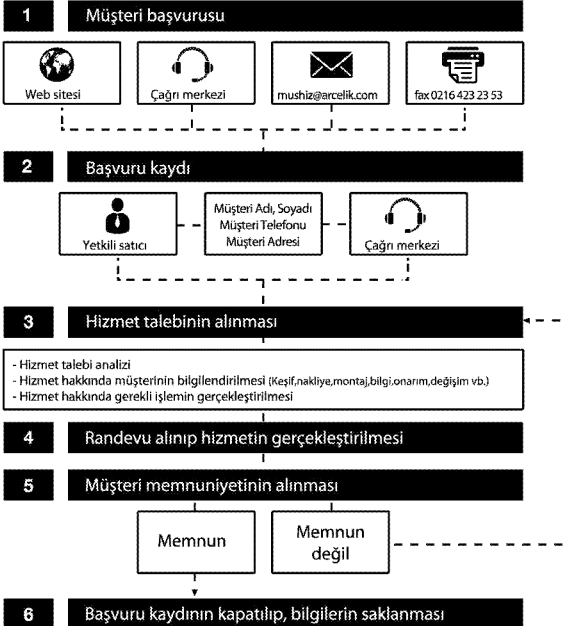 1 Müşteri başvurusu
Web sitesi
Çağrı merkezi
mushiz@arcelik.com
fax 0216 423 23 53
2 Başvuru kaydı
Yetkili satıcı
Müşteri Adı, Soyadı
Müşteri Telefonu
Müşteri Adresi
Çağrı merkezi
3 Hizmet talebinin alınması
- Hizmet talebi analizi
- Hizmet hakkında müşterinin bilgilendirilmesi (Keşif,nakliye,montaj,bilgi,onarım,değişim vb.)
- Hizmet hakkında gerekli işlemin gerçekleştirilmesi
4 Randevu alınıp hizmetin gerçekleştirilmesi
5 Müşteri memnuniyetinin alınması
Memnun
Memnun
değil
6 Başvuru kaydının kapatılıp, bilgilerin saklanması